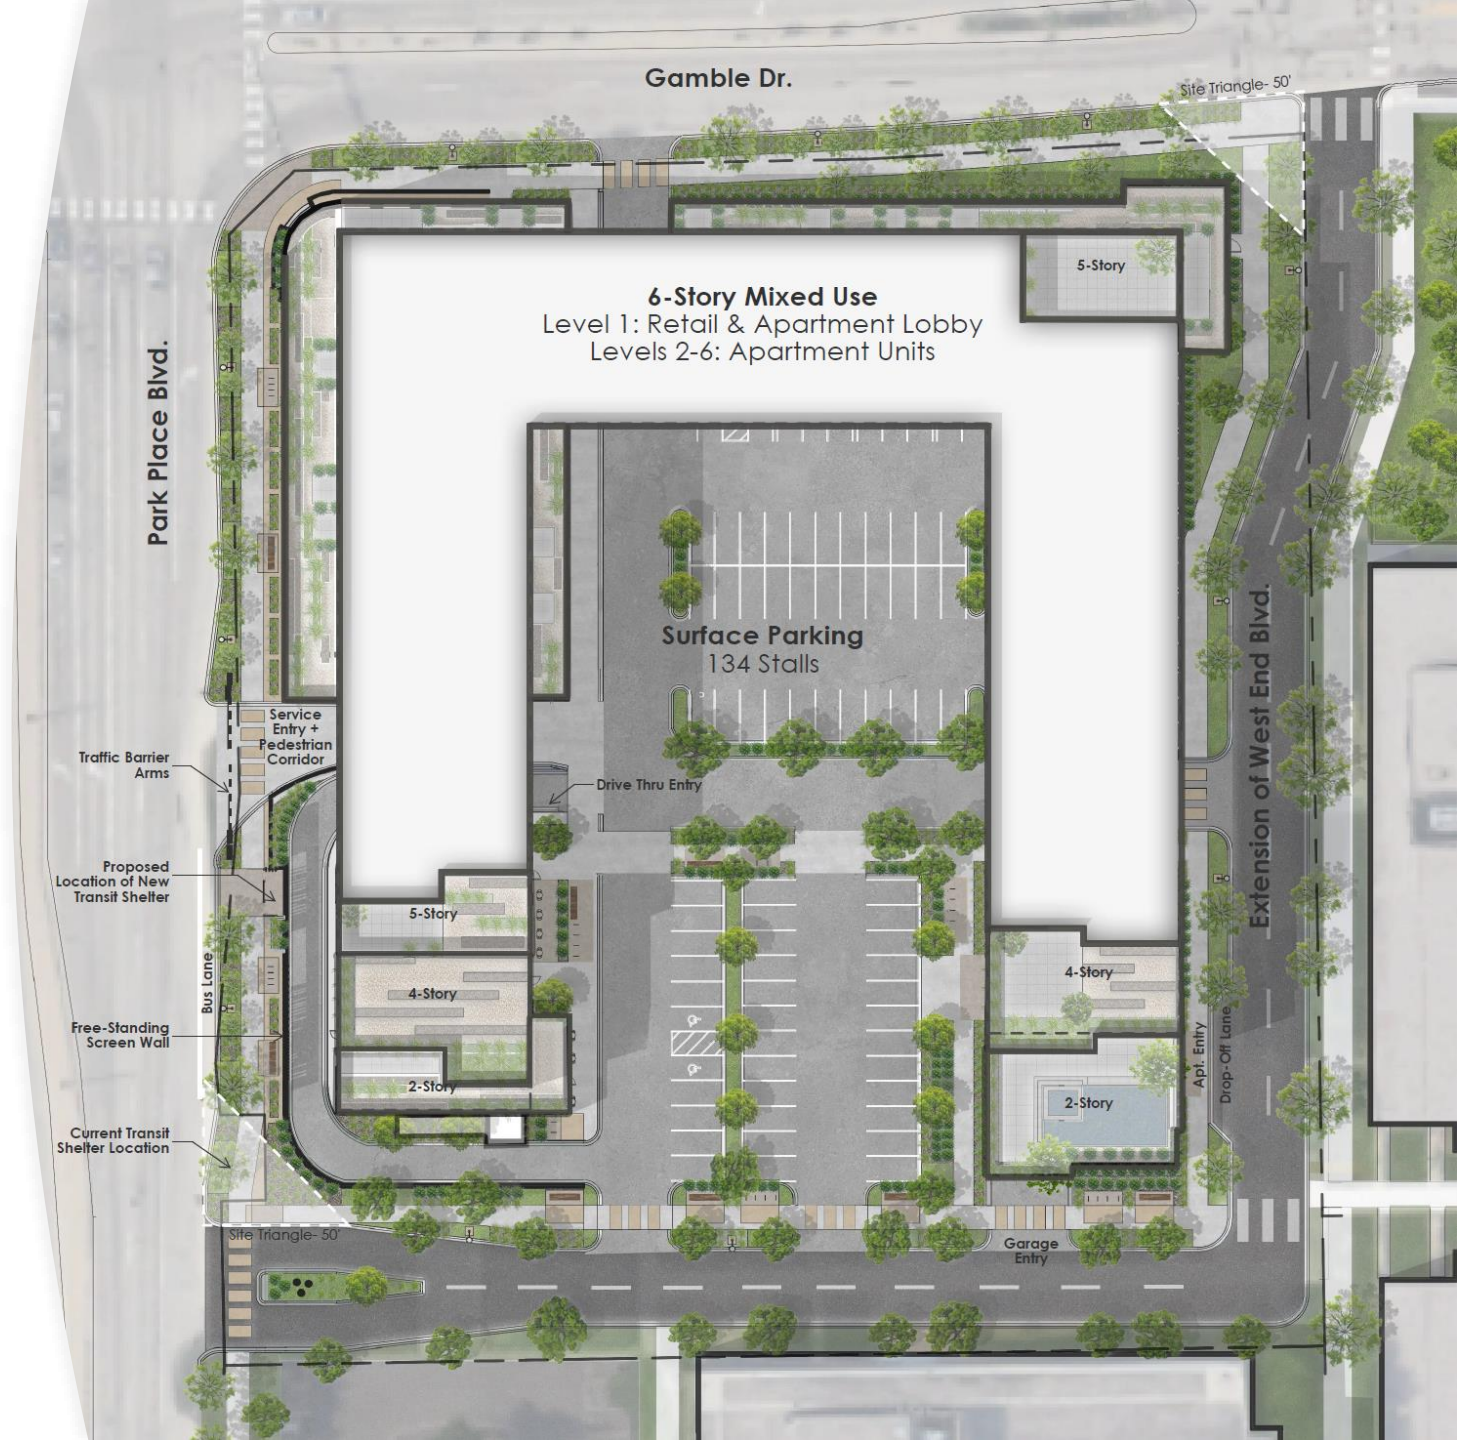 Gamble Dr.
Site Triangle- 50'
5-Story
6-Story Mixed Use
Level 1: Retail & Apartment Lobby
Levels 2-6: Apartment Units
Park Place Blvd.
Surface Parking
134 Stalls
Extension of West End Blvd.
Service
Entry +
Pedestrian
Corridor
Traffic Barrier
Arms
Drive Thru Entry
Proposed
Location of New
Transit Shelter
5-Story
Bus Lane
4-Story
4-Story
Free-Standing
Screen Wall
Apt. Entry
Drop-Off Lane
2-Story
2-Story
Current Transit
Shelter Location
Site Triangle- 50'
Garage
Entry